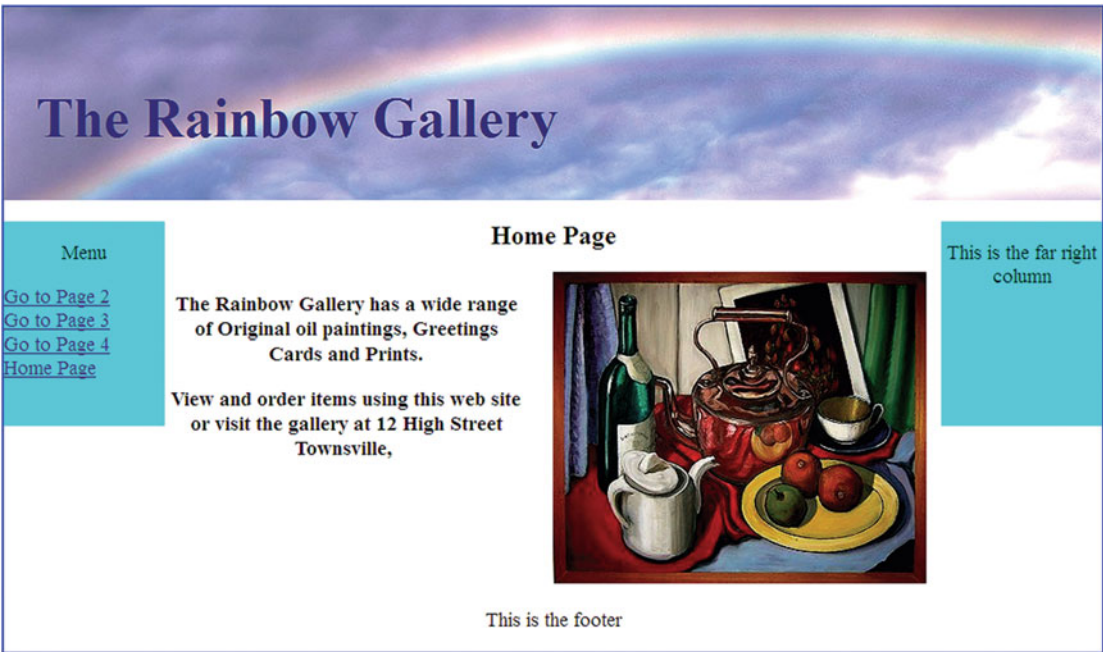 The Rainbow Gallery
Menu
Go to Page 2
Go to Page 3
Go to Page 4
Home Page
Home Page
The Rainbow Gallery has a wide range
of Original oil paintings, Greetings
Cards and Prints.
View and order items using this web site
or visit the gallery at 12 High Street
Townsville,
This is the far right
column
This is the footer